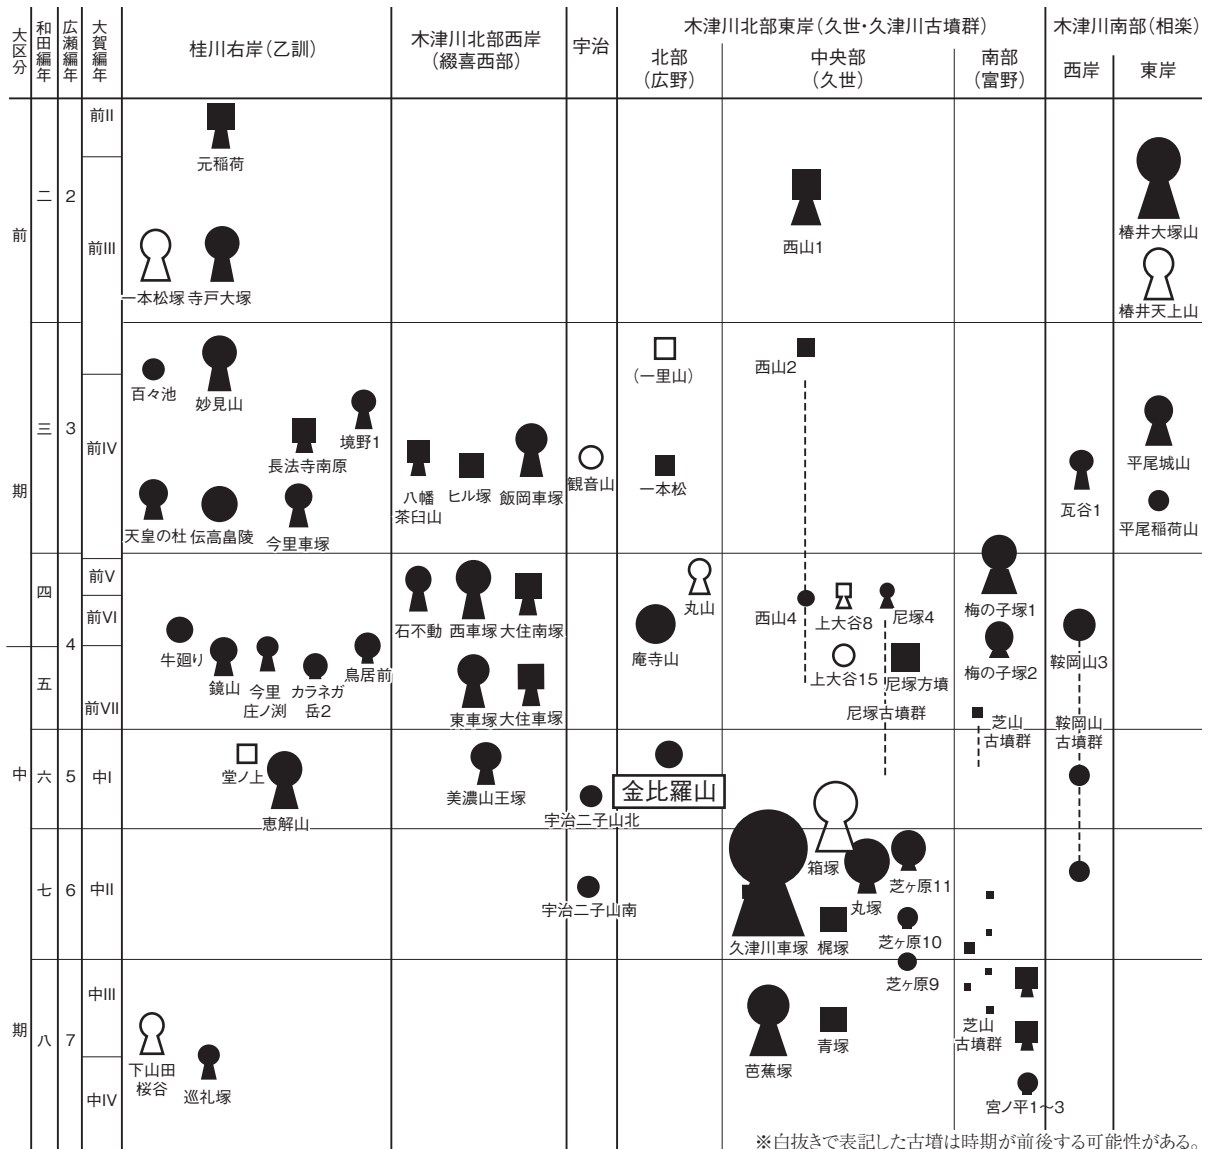 大区分
和田編年
広瀬編年
大賀編年
桂川右岸（乙訓）
木津川北部西岸
（綴喜西部）
宇治
木津川北部東岸（久世・久津川古墳群）
北部
（広野）
中央部
（久世）
南部
（富野）
木津川南部（相楽）
西岸
東岸
前
期
中
期
二
三
四
五
六
七
八
2
3
4
5
6
7
前II
前III
前IV
前V
前VI
前VII
中I
中II
中III
中IV
元稲荷
一本松塚
寺戸大塚
西山1
椿井大塚山
椿井天上山
百々池
妙見山
境野1
長法寺南原
天皇の杜
伝高畠陵
今里車塚
八幡
茶臼山
ヒル塚
飯岡車塚
観音山
（一里山）
一本松
西山2
瓦谷1
平尾城山
平尾稲荷山
牛廻り
鏡山
今里
庄ノ渕
カラネガ
岳2
鳥居前
石不動
西車塚
大住南塚
東車塚
大住車塚
丸山
庵寺山
西山4
上大谷8
尼塚4
上大谷15
尼塚方墳
尼塚古墳群
梅の子塚1
梅の子塚2
芝山
古墳群
鞍岡山3
鞍岡山
古墳群
堂ノ上
恵解山
美濃山王塚
宇治二子山北
金比羅山
宇治二子山南
箱塚
久津川車塚
梶塚
丸塚
芝ヶ原11
芝ヶ原10
芝ヶ原9
下山田
桜谷
巡礼塚
芭蕉塚
青塚
芝山
古墳群
宮ノ平1～3
※白抜きで表記した古墳は時期が前後する可能性がある。